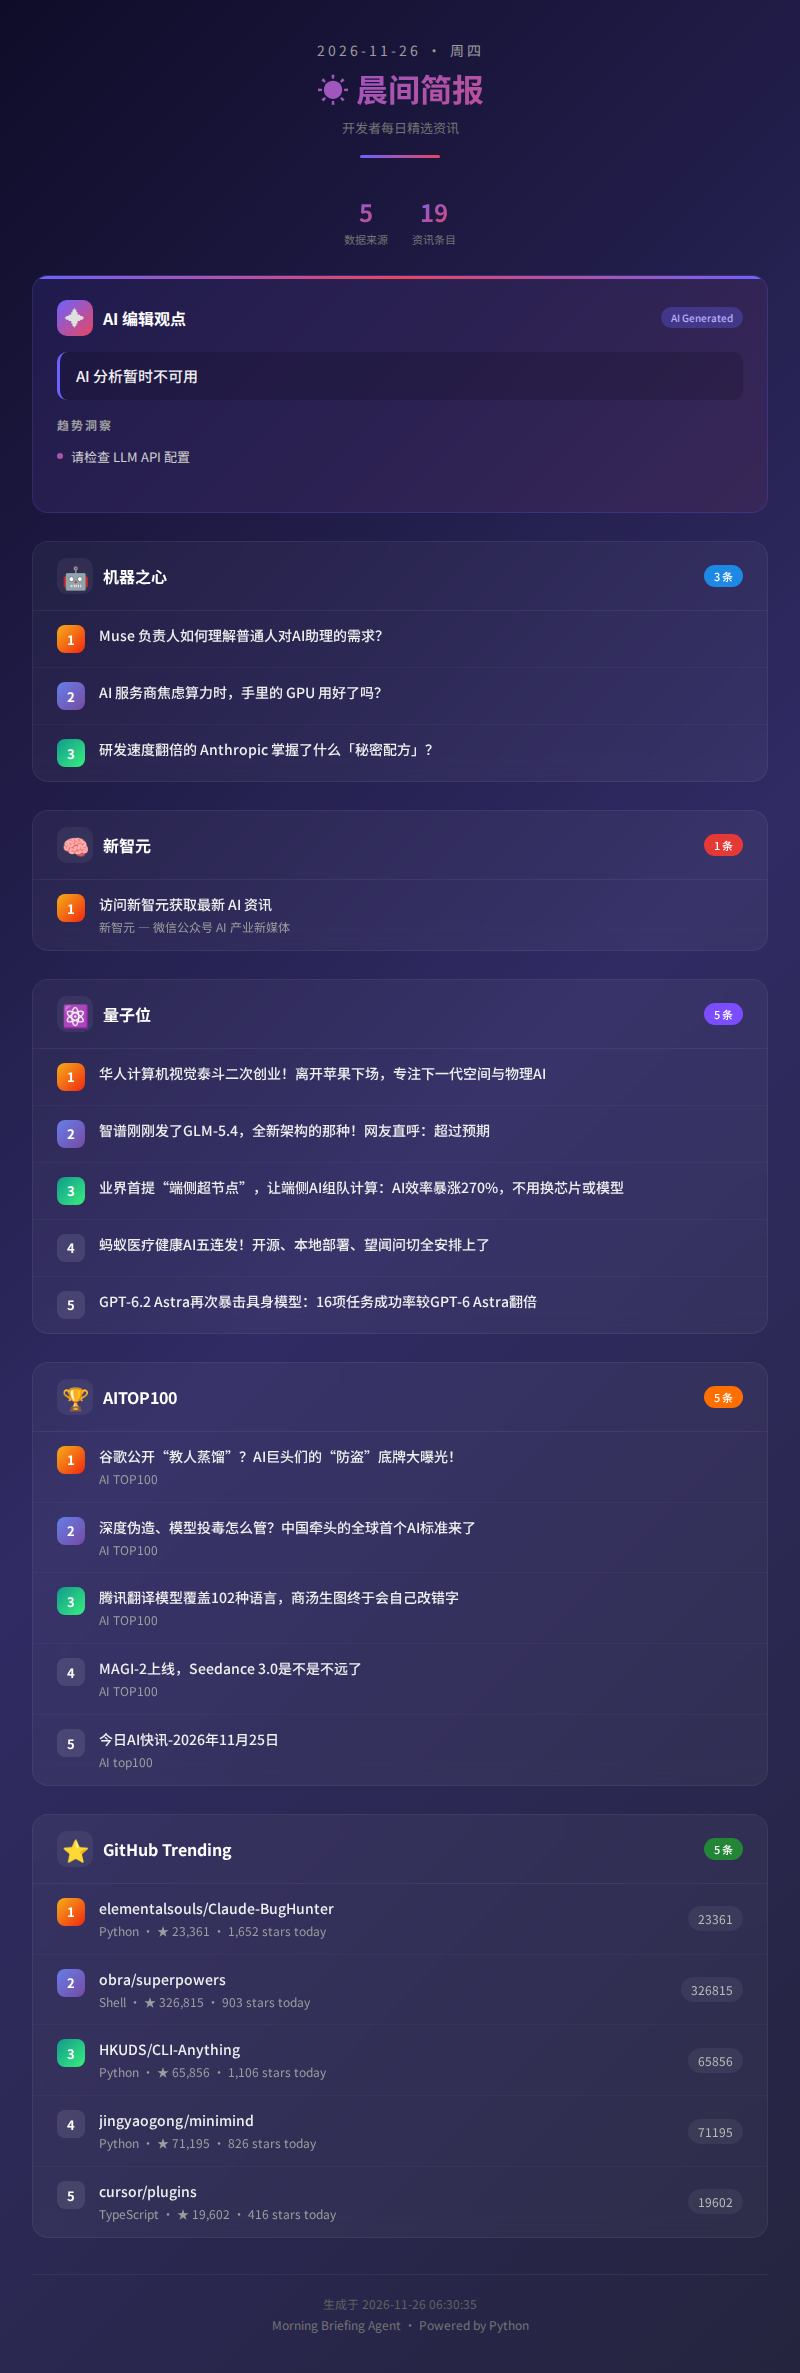 2026-11-26 • 周四
☀ 晨间简报
开发者每日精选资讯
5 19
数据来源 资讯条目
AI 编辑观点 AI Generated
AI 分析暂时不可用
趋势洞察
请检查 LLM API 配置
机器之心 3 条
1 Muse 负责人如何理解普通人对AI助理的需求？
2 AI 服务商焦虑算力时，手里的 GPU 用好了吗？
3 研发速度翻倍的 Anthropic 掌握了什么「秘密配方」？
新智元 1 条
1 访问新智元获取最新 AI 资讯
新智元 — 微信公众号 AI 产业新媒体
量子位 5 条
1 华人计算机视觉泰斗二次创业！离开苹果下场，专注下一代空间与物理AI
2 智谱刚刚发了GLM-5.4，全新架构的那种！网友直呼：超过预期
3 业界首提“端侧超节点”，让端侧AI组队计算：AI效率暴涨270%，不用换芯片或模型
4 蚂蚁医疗健康AI五连发！开源、本地部署、望闻问切全安排上了
5 GPT-6.2 Astra再次暴击具身模型：16项任务成功率较GPT-6 Astra翻倍
AITOP100 5 条
1 谷歌公开“教人蒸馏”？AI巨头们的“防盗”底牌大曝光！
AI TOP100
2 深度伪造、模型投毒怎么管？中国牵头的全球首个AI标准来了
AI TOP100
3 腾讯翻译模型覆盖102种语言，商汤生图终于会自己改错字
AI TOP100
4 MAGI-2上线，Seedance 3.0是不是不远了
AI TOP100
5 今日AI快讯-2026年11月25日
AI top100
GitHub Trending 5 条
1 elementalsouls/Claude-BugHunter 23361
Python • ★ 23,361 • 1,652 stars today
2 obra/superpowers 326815
Shell • ★ 326,815 • 903 stars today
3 HKUDS/CLI-Anything 65856
Python • ★ 65,856 • 1,106 stars today
4 jingyaogong/minimind 71195
Python • ★ 71,195 • 826 stars today
5 cursor/plugins 19602
TypeScript • ★ 19,602 • 416 stars today
生成于 2026-11-26 06:30:35
Morning Briefing Agent • Powered by Python